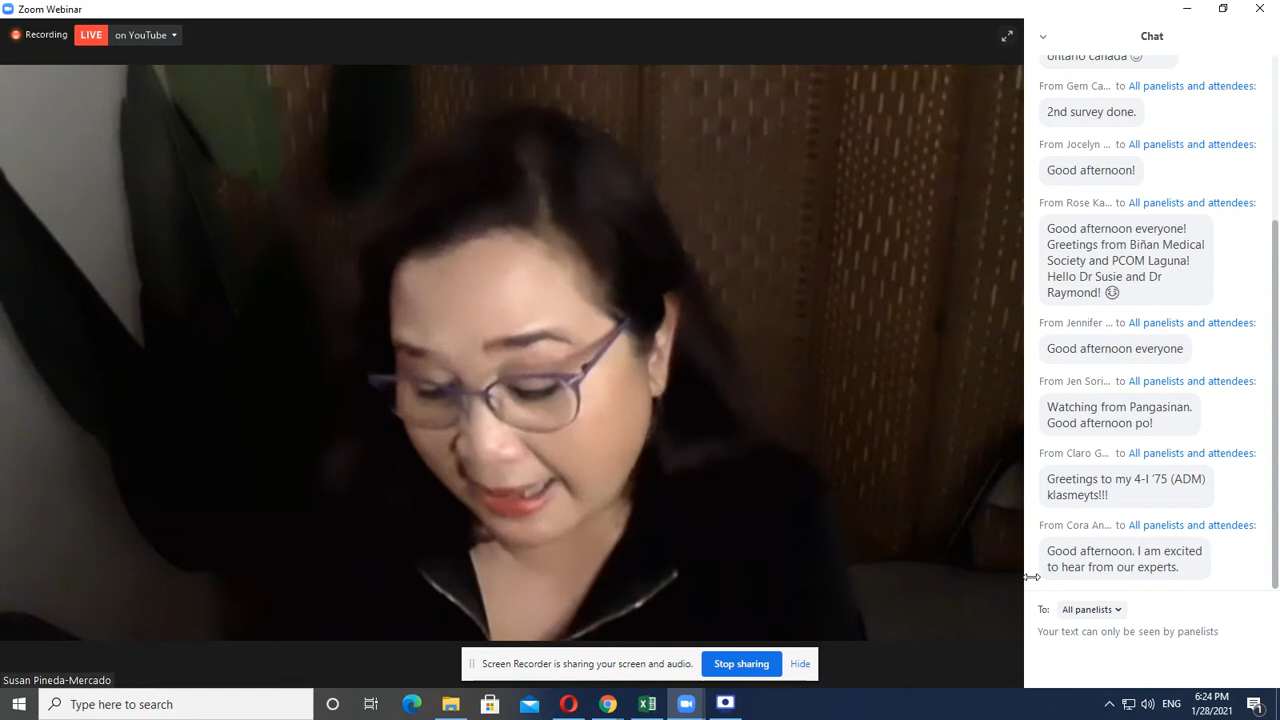 Zoom Webinar
Recording
LIVE
on YouTube
Chat
ontario canada
From Gem Ca... to All panelists and attendees:
2nd survey done.
From Jocelyn ... to All panelists and attendees:
Good afternoon!
From Rose Ka... to All panelists and attendees:
Good afternoon everyone!
Greetings from Biñan Medical
Society and PCOM Laguna!
Hello Dr Susie and Dr
Raymond!
From Jennifer ... to All panelists and attendees:
Good afternoon everyone
From Jen Sori... to All panelists and attendees:
Watching from Pangasinan.
Good afternoon po!
From Claro G... to All panelists and attendees:
Greetings to my 4-I '75 (ADM)
klasmeyts!!!
From Cora An... to All panelists and attendees:
Good afternoon. I am excited
to hear from our experts.
To: All panelists
Your text can only be seen by panelists
Screen Recorder is sharing your screen and audio.
Stop sharing
Hide
Susan Pineda-Mercado
Type here to search
ENG
6:24 PM
1/28/2021
1